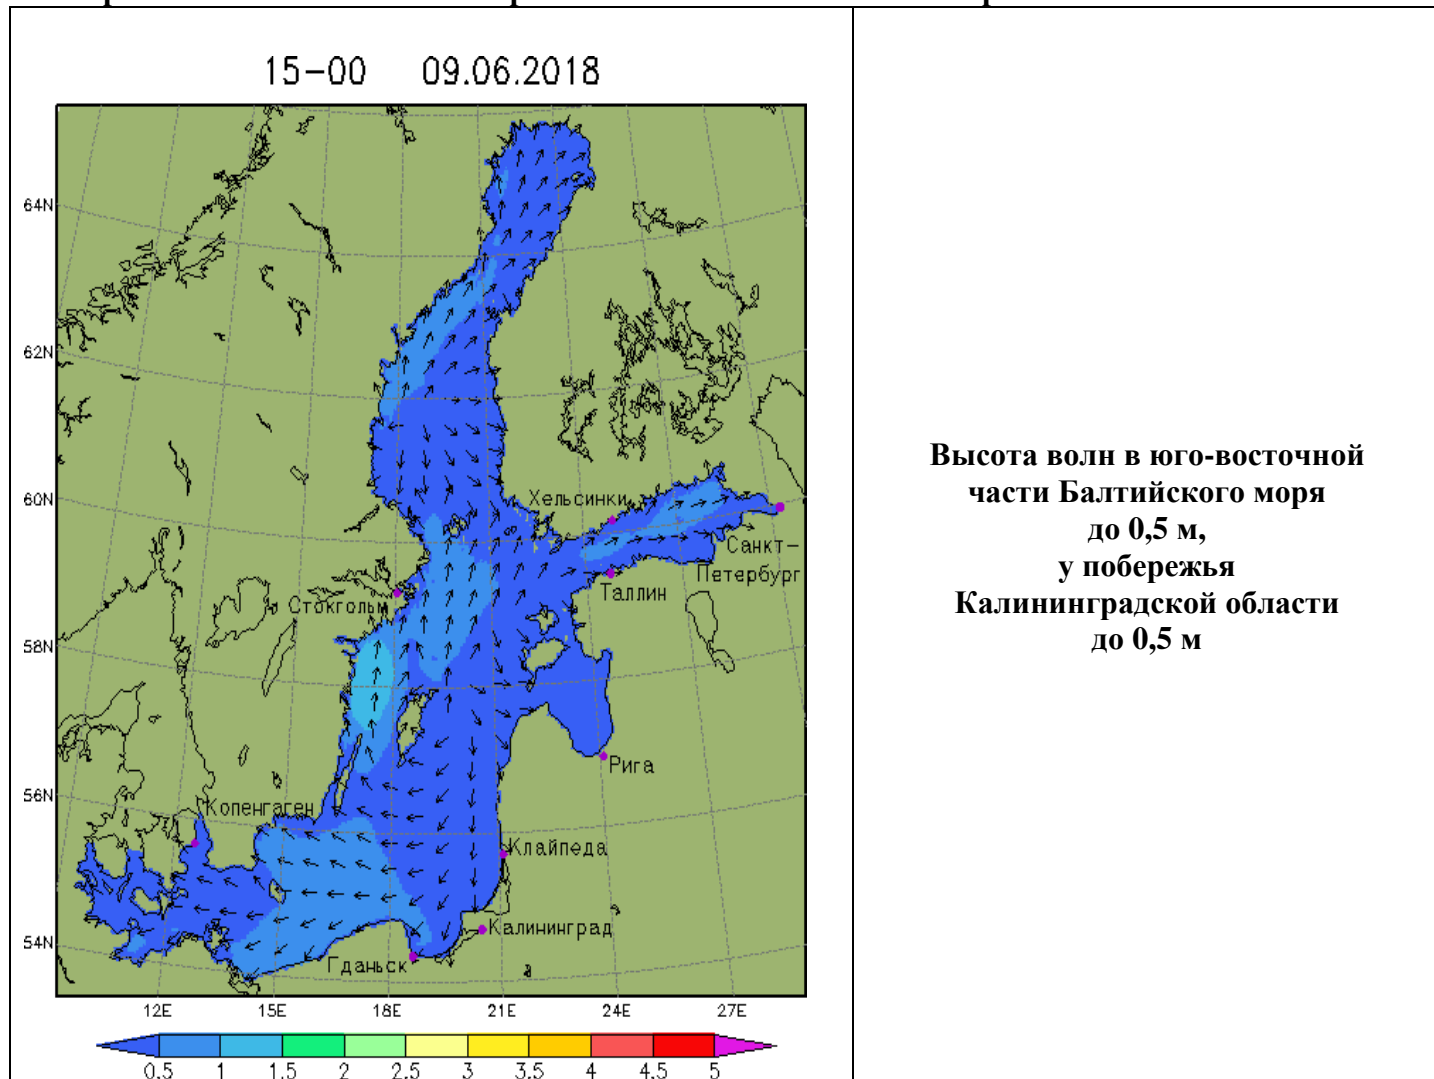 15-00 09.06.2018
64N
62N
60N
58N
56N
54N
Хельсинки
Санкт-
Петербург
Таллин
Стокгольм
Рига
Копенгаген
Клайпеда
Калининград
Гданьск
12E 15E 18E 21E 24E 27E
0.5 1 1.5 2 2.5 3 3.5 4 4.5 5
Высота волн в юго-восточной
части Балтийского моря
до 0,5 м,
у побережья
Калининградской области
до 0,5 м